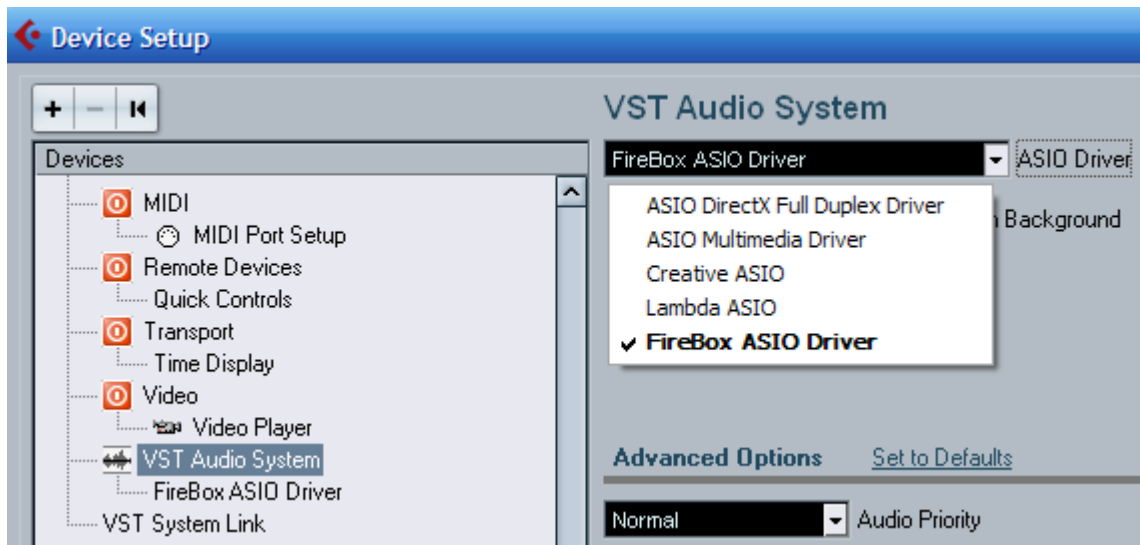 Device Setup
Devices
MIDI
MIDI Port Setup
Remote Devices
Quick Controls
Transport
Time Display
Video
Video Player
VST Audio System
FireBox ASIO Driver
VST System Link
VST Audio System
FireBox ASIO Driver
ASIO Driver
ASIO DirectX Full Duplex Driver
ASIO Multimedia Driver
Creative ASIO
Lambda ASIO
FireBox ASIO Driver
Background
Advanced Options Set to Defaults
Normal Audio Priority